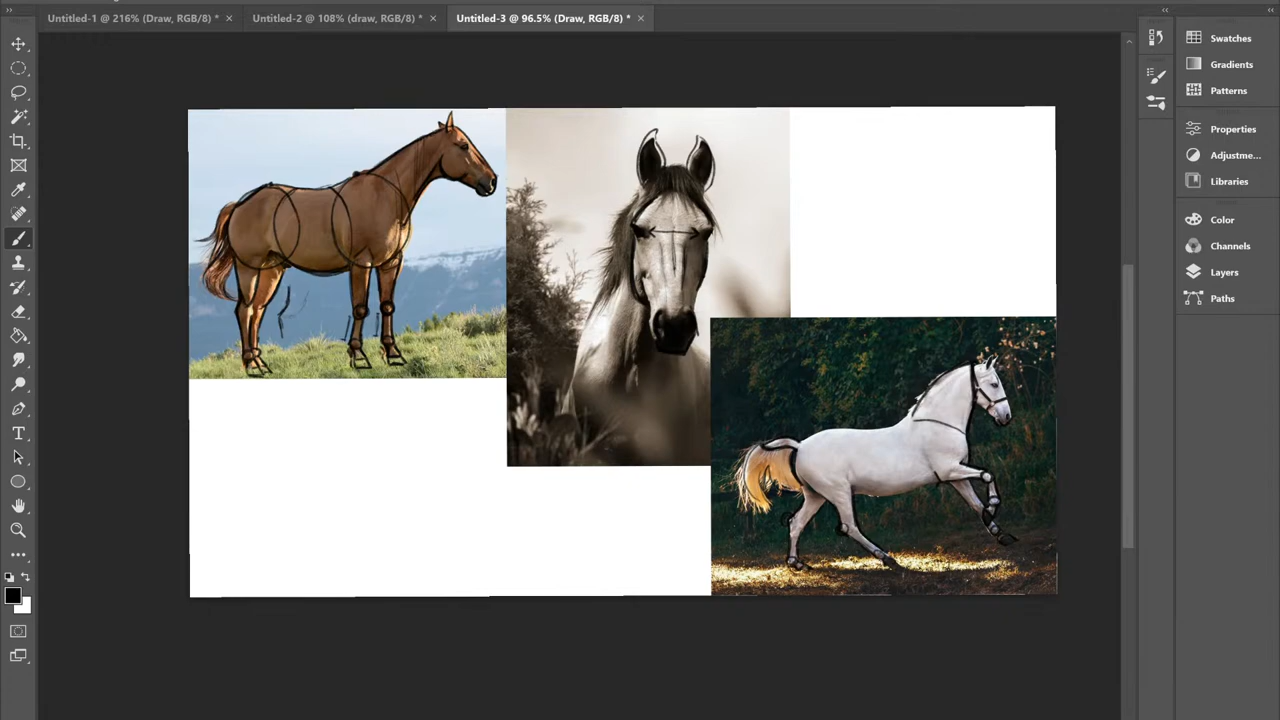 Untitled-1 @ 216% (Draw, RGB/8) * × Untitled-2 @ 108% (draw, RGB/8) * × Untitled-3 @ 96.5% (Draw, RGB/8) * ×
Swatches
Gradients
Patterns
Properties
Adjustme...
Libraries
Color
Channels
Layers
Paths